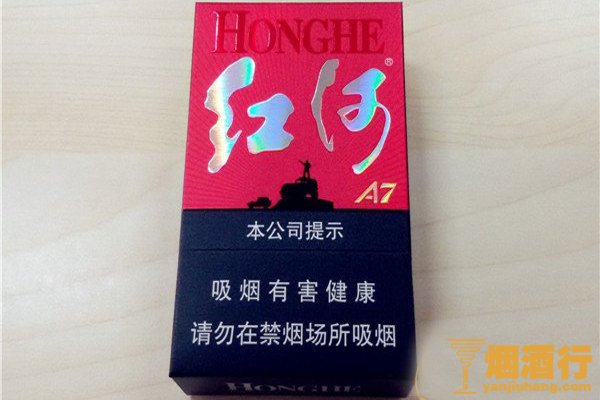 HONGHE
红河®
A7
本公司提示
吸烟有害健康
请勿在禁烟场所吸烟
HONGHE
烟酒行
yanjiuhang.com